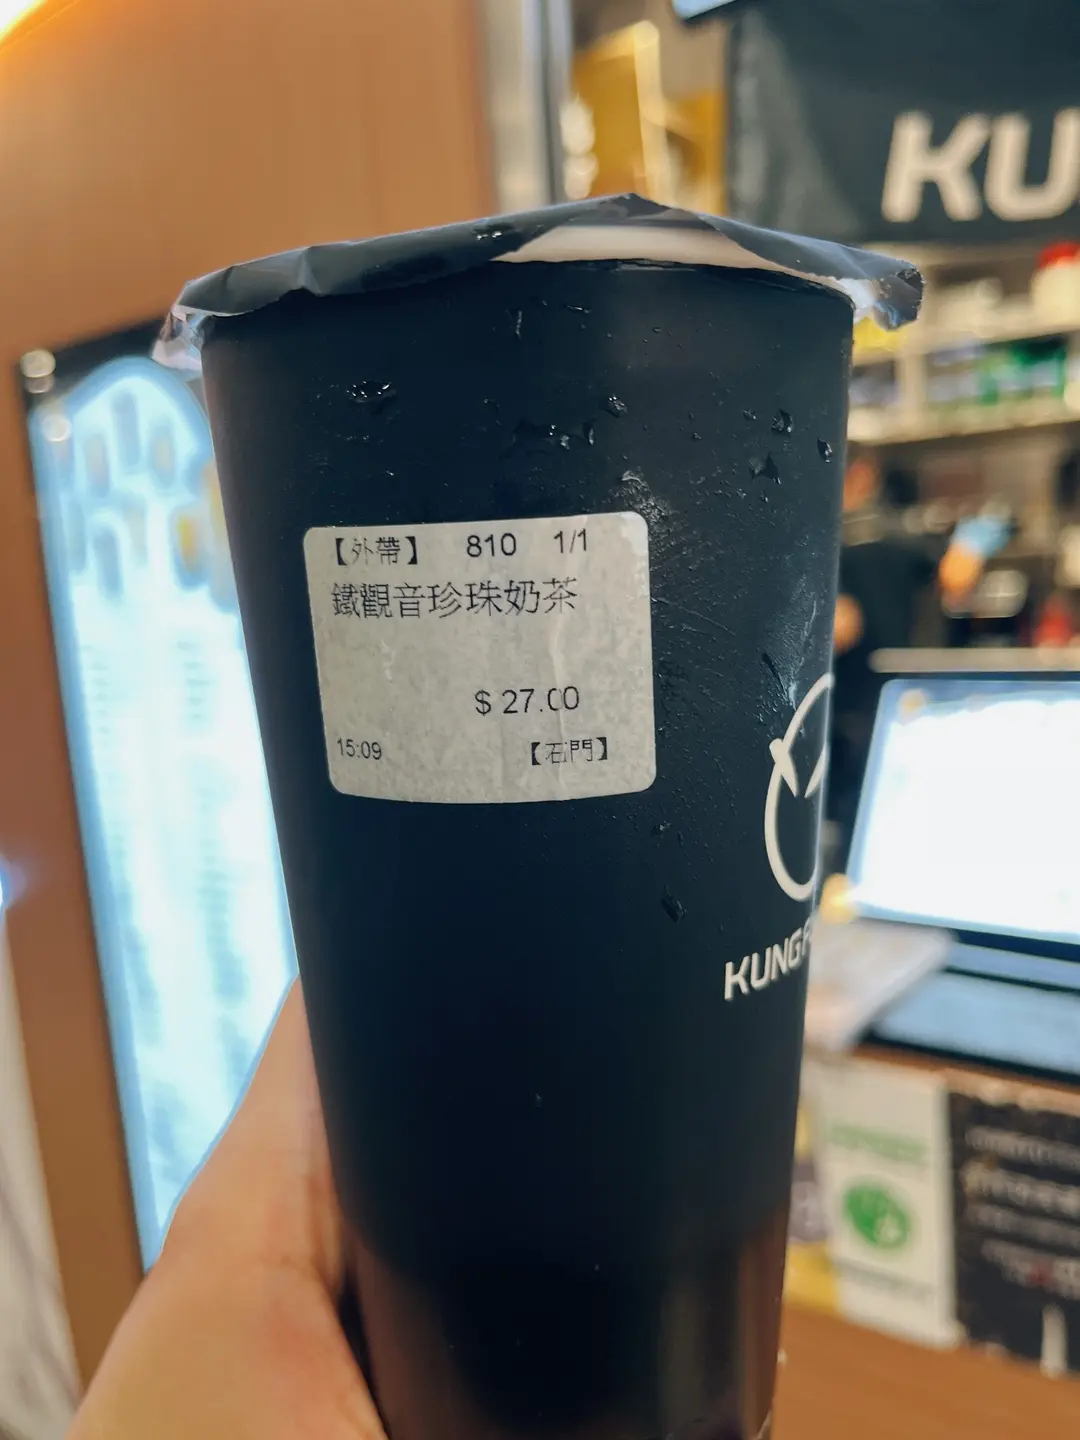 KU
【外帶】 810 1/1
鐵觀音珍珠奶茶
$ 27.00
15:09 【石門】
KUNGF